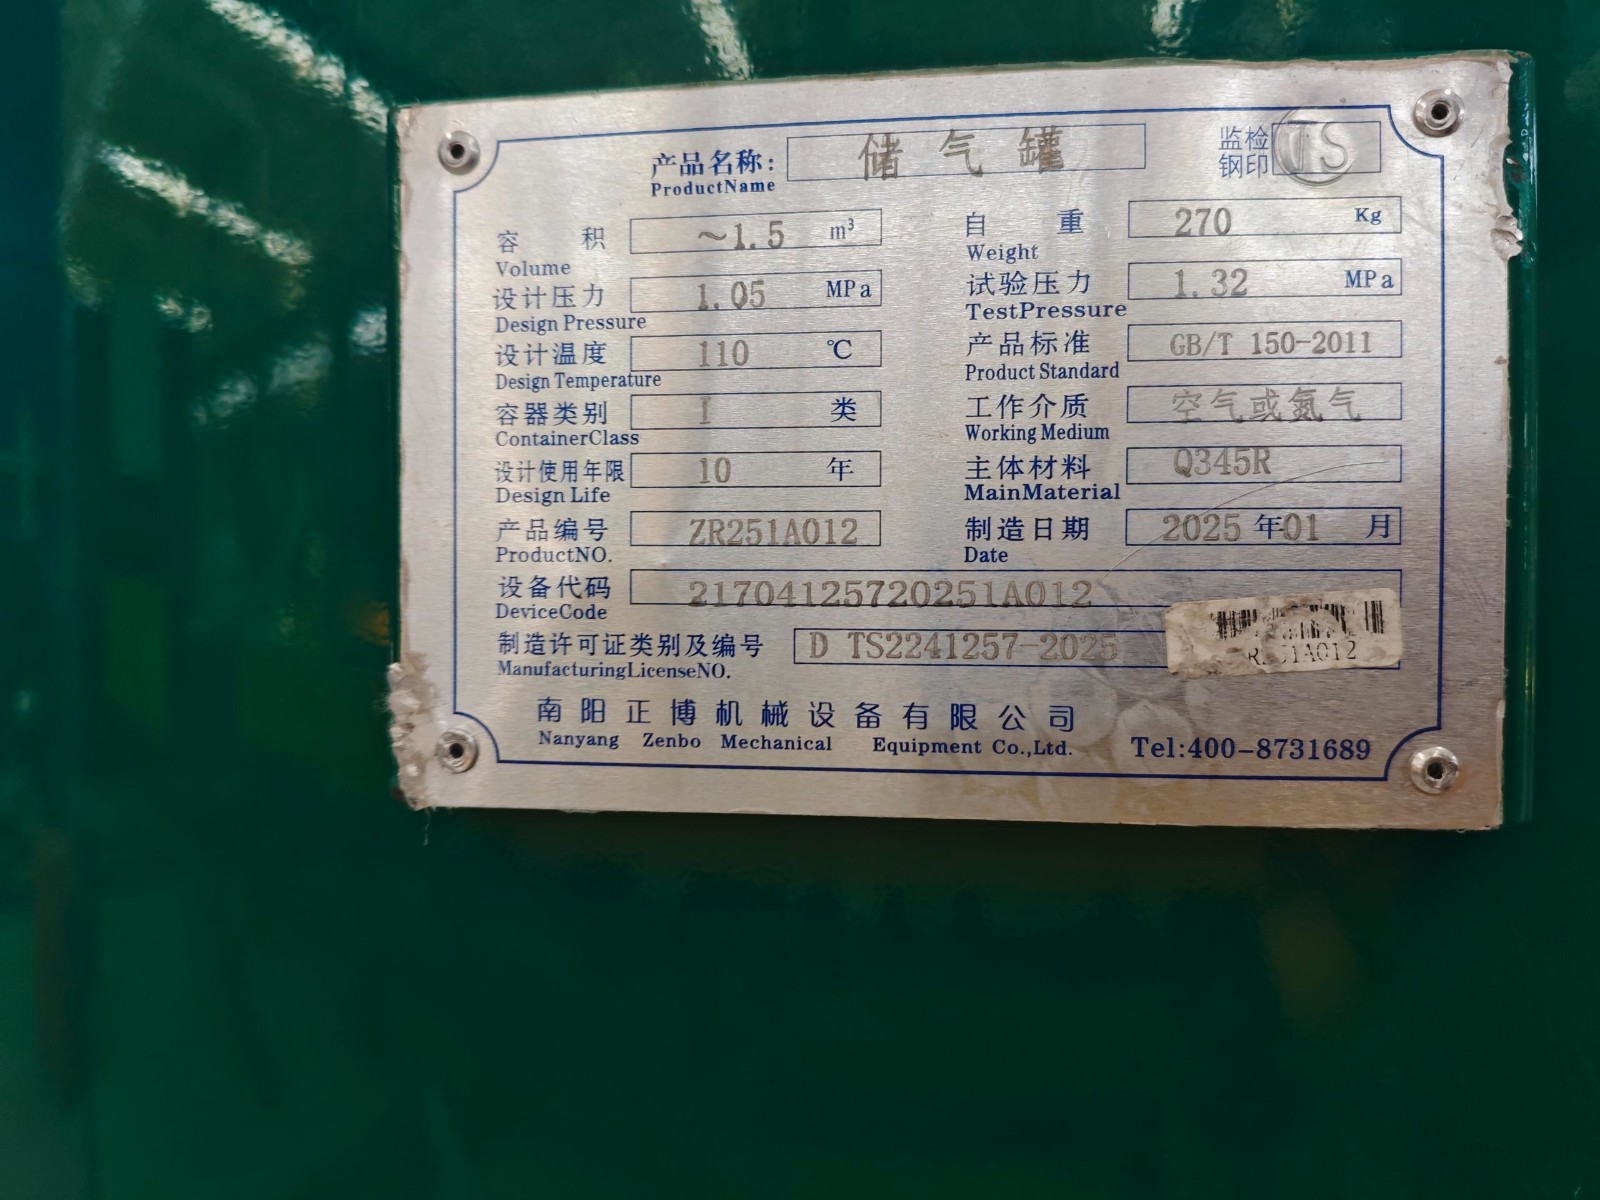 产品名称: 储气罐 监检 TS
ProductName 钢印
容积 ~1.5 m³ 自重 270 Kg
Volume Weight
设计压力 1.05 MPa 试验压力 1.32 MPa
Design Pressure TestPressure
设计温度 110 ℃ 产品标准 GB/T 150-2011
Design Temperature Product Standard
容器类别 I 类 工作介质 空气或氮气
ContainerClass Working Medium
设计使用年限 10 年 主体材料 Q345R
Design Life MainMaterial
产品编号 ZR251A012 制造日期 2025 年 01 月
ProductNO. Date
设备代码 21704125720251A012
DeviceCode
制造许可证类别及编号 D TS2241257-2025
ManufacturingLicenseNO.
南阳正博机械设备有限公司
Nanyang Zenbo Mechanical Equipment Co.,Ltd. Tel:400-8731689